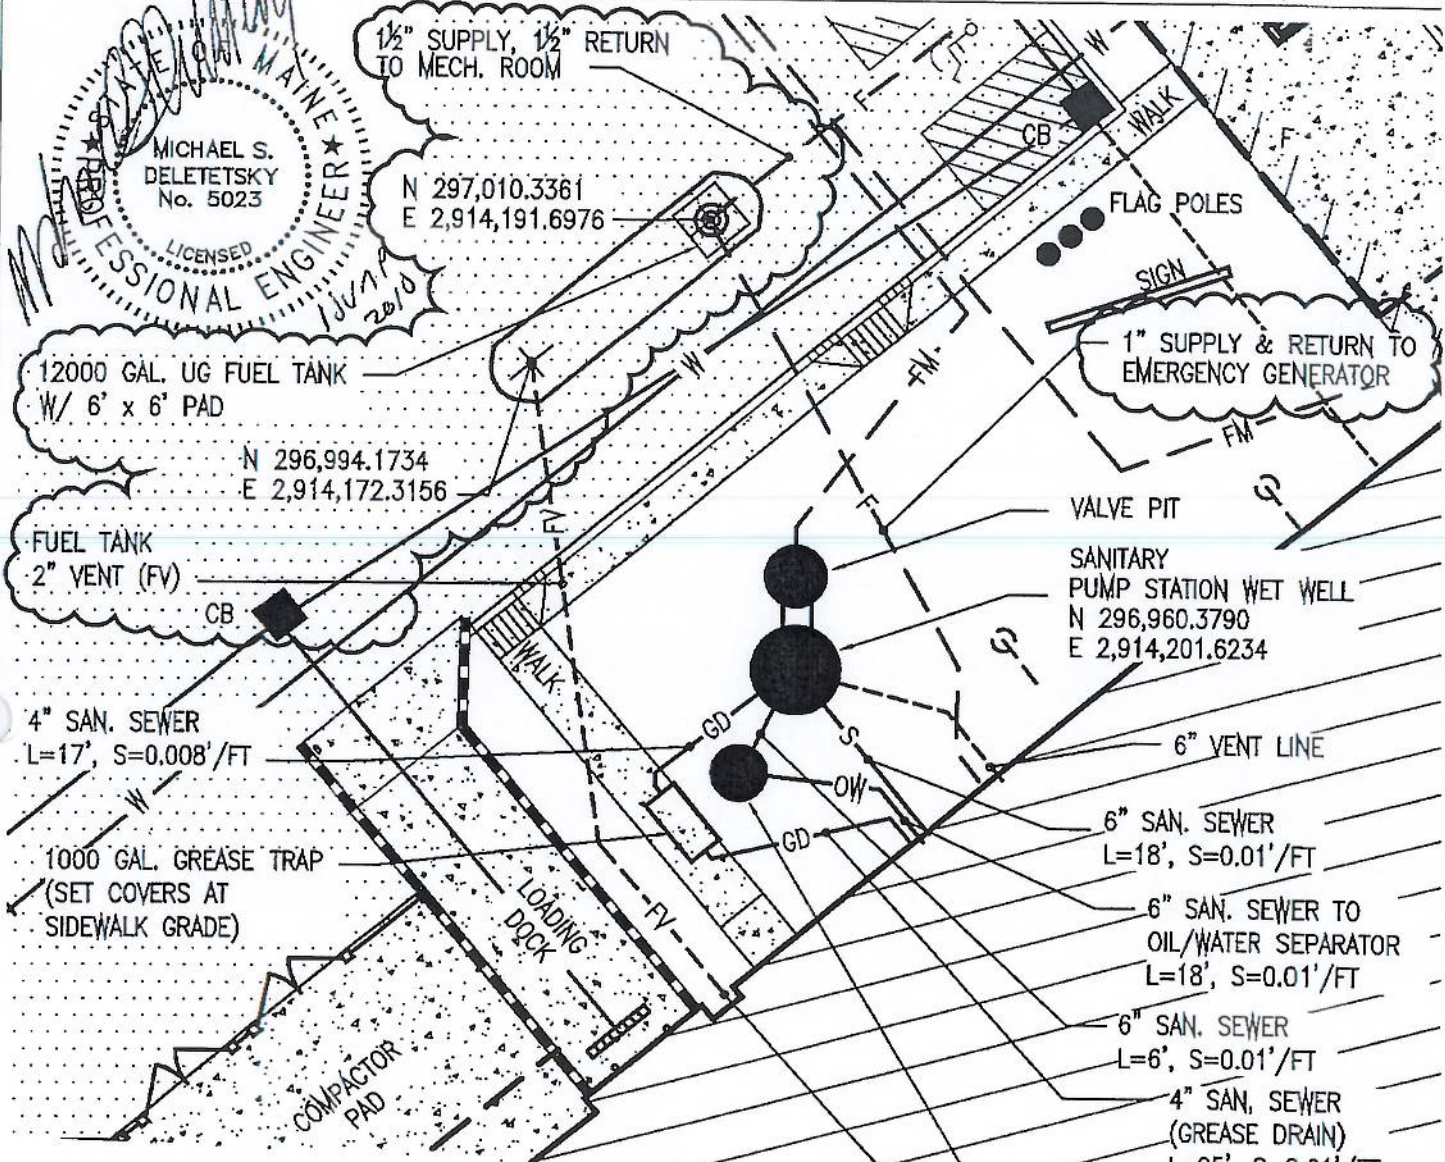 STATE OF MAINE
MICHAEL S.
DELETETSKY
No. 5023
LICENSED
PROFESSIONAL ENGINEER
1½" SUPPLY, 1½" RETURN
TO MECH. ROOM
N 297,010.3361
E 2,914,191.6976
12000 GAL. UG FUEL TANK
W/ 6' x 6' PAD
N 296,994.1734
E 2,914,172.3156
FUEL TANK
2" VENT (FV)
CB
4" SAN. SEWER
L=17', S=0.008'/FT
W
1000 GAL. GREASE TRAP
(SET COVERS AT
SIDEWALK GRADE)
LOADING
DOCK
COMPACTOR
PAD
FV
WALK
FV
W
GD
S
OW
GD
F
FM
F
W
CB
WALK
F
FLAG POLES
SIGN
1" SUPPLY & RETURN TO
EMERGENCY GENERATOR
FM
G
VALVE PIT
SANITARY
PUMP STATION WET WELL
N 296,960.3790
E 2,914,201.6234
G
6" VENT LINE
6" SAN. SEWER
L=18', S=0.01'/FT
6" SAN. SEWER TO
OIL/WATER SEPARATOR
L=18', S=0.01'/FT
6" SAN. SEWER
L=6', S=0.01'/FT
4" SAN. SEWER
(GREASE DRAIN)